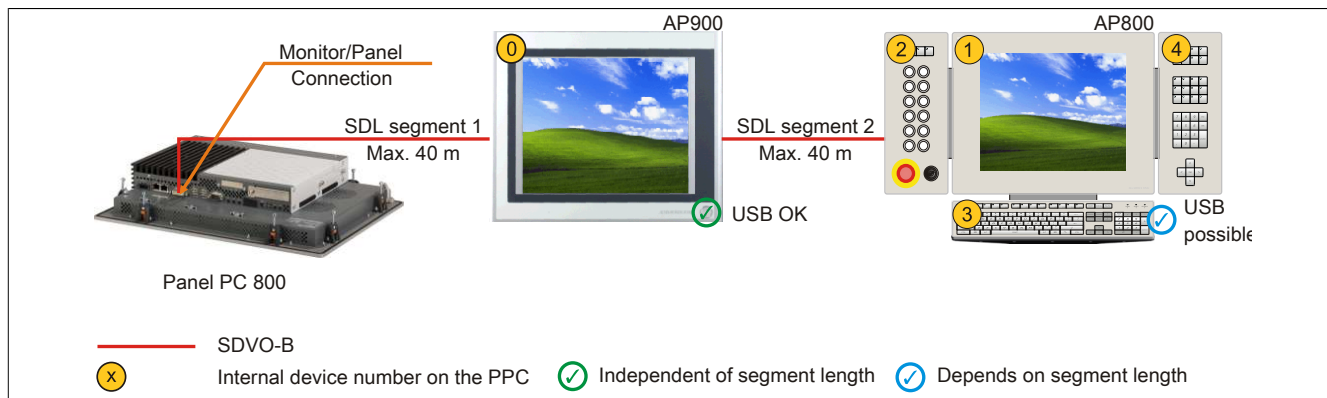 AP900
AP800
0
2
1
4
Monitor/Panel
Connection
SDL segment 1
Max. 40 m
SDL segment 2
Max. 40 m
USB OK
3
USB
possible
Panel PC 800
SDVO-B
x
Internal device number on the PPC
Independent of segment length
Depends on segment length